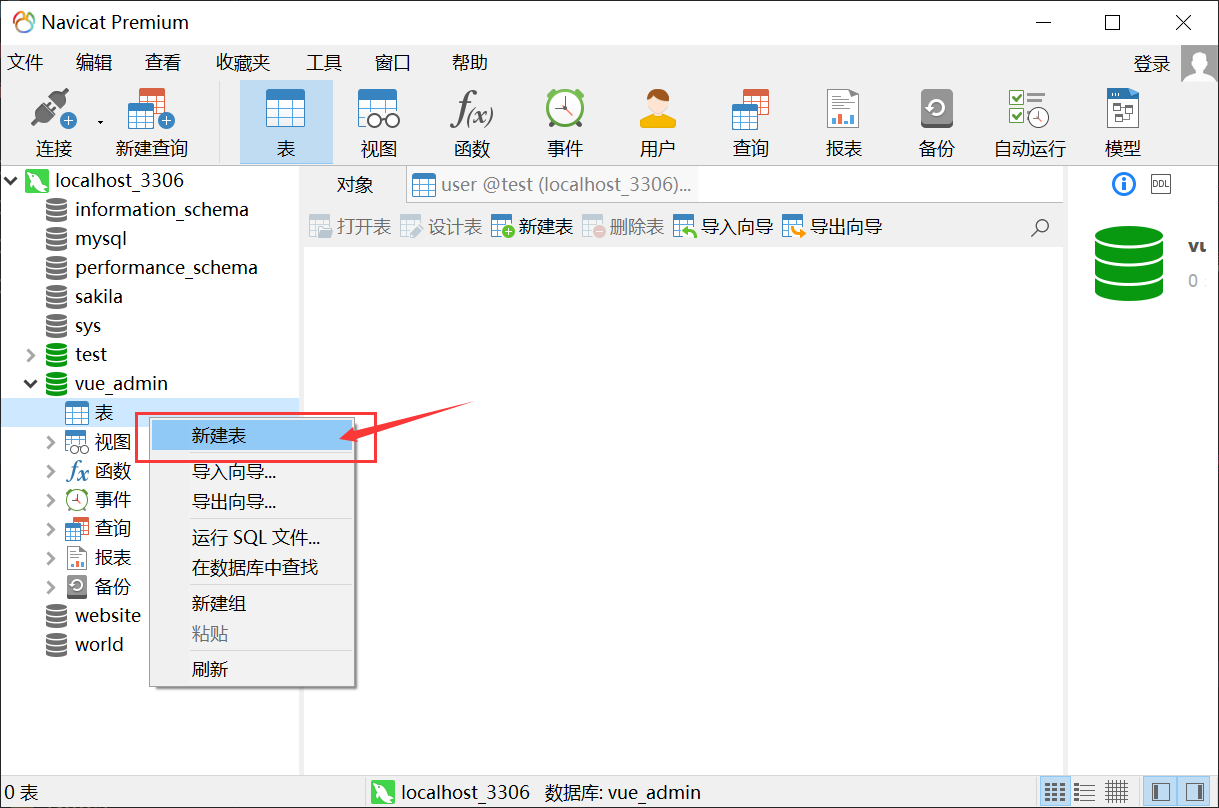 Navicat Premium
文件 编辑 查看 收藏夹 工具 窗口 帮助 登录
连接 新建查询 表 视图 函数 事件 用户 查询 报表 备份 自动运行 模型
localhost_3306
information_schema
mysql
performance_schema
sakila
sys
test
vue_admin
表
视图
函数
事件
查询
报表
备份
website
world
新建表
导入向导...
导出向导...
运行 SQL 文件...
在数据库中查找
新建组
粘贴
刷新
对象 user @test (localhost_3306)...
打开表 设计表 新建表 删除表 导入向导 导出向导
DDL
vu
0
0 表 localhost_3306 数据库: vue_admin